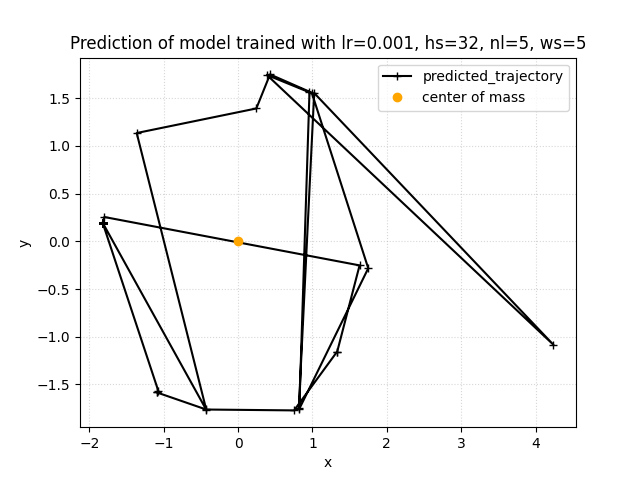 Prediction of model trained with lr=0.001, hs=32, nl=5, ws=5
predicted_trajectory
center of mass
1.5
1.0
0.5
0.0
−0.5
−1.0
−1.5
y
−2 −1 0 1 2 3 4
x